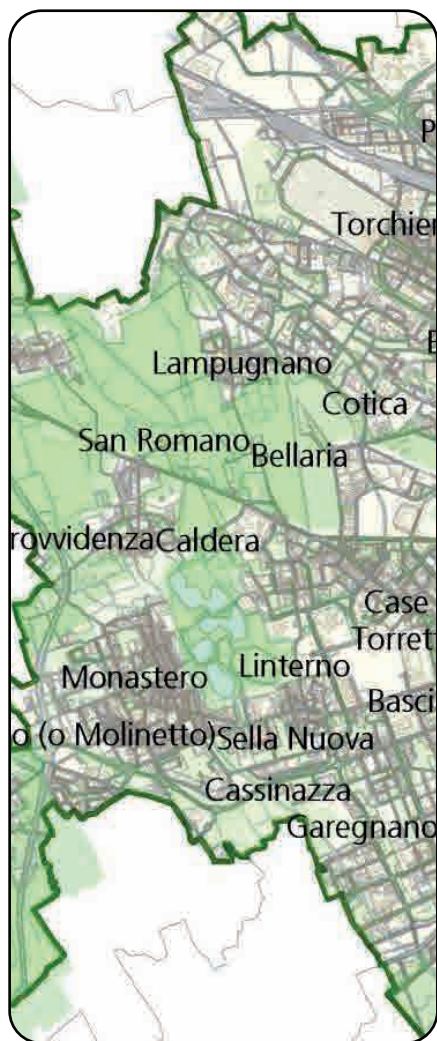 P
Torchier
E
Lampugnano
Cotica
San Romano
Bellaria
rovvidenza
Caldera
Case
Torret
Linterno
Monastero
Basci
o (o Molinetto)
Sella Nuova
Cassinazza
Garegnano